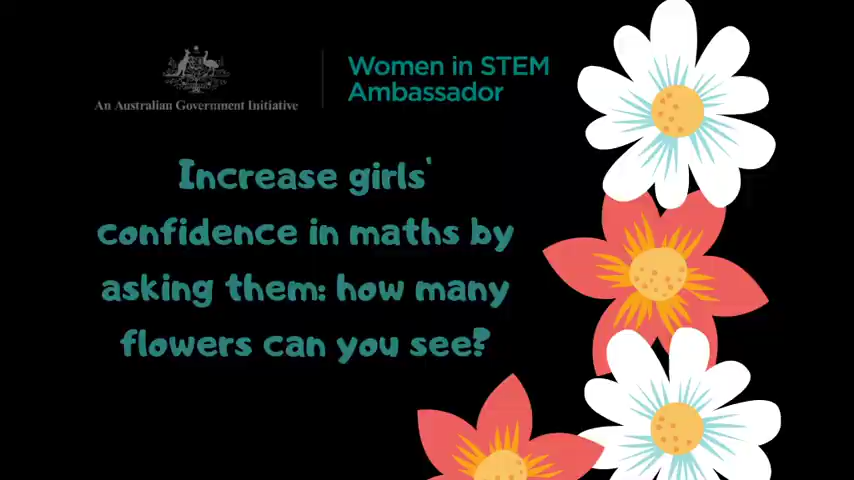 An Australian Government Initiative
Women in STEM
Ambassador
Increase girls'
confidence in maths by
asking them: how many
flowers can you see?